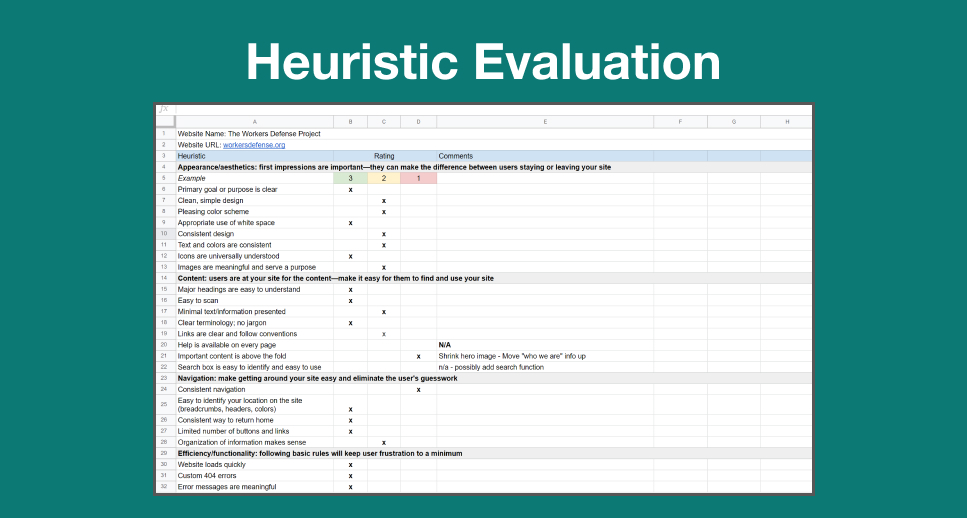 Heuristic Evaluation
fx
A B C D E F G H
1 Website Name: The Workers Defense Project
2 Website URL: workersdefense.org
3 Heuristic Rating Comments
4 Appearance/aesthetics: first impressions are important—they can make the difference between users staying or leaving your site
5 Example 3 2 1
6 Primary goal or purpose is clear x
7 Clean, simple design x
8 Pleasing color scheme x
9 Appropriate use of white space x
10 Consistent design x
11 Text and colors are consistent x
12 Icons are universally understood x
13 Images are meaningful and serve a purpose x
14 Content: users are at your site for the content—make it easy for them to find and use your site
15 Major headings are easy to understand x
16 Easy to scan x
17 Minimal text/information presented x
18 Clear terminology; no jargon x
19 Links are clear and follow conventions x
20 Help is available on every page N/A
21 Important content is above the fold x Shrink hero image - Move "who we are" info up
22 Search box is easy to identify and easy to use n/a - possibly add search function
23 Navigation: make getting around your site easy and eliminate the user's guesswork
24 Consistent navigation x
25 Easy to identify your location on the site
(breadcrumbs, headers, colors) x
26 Consistent way to return home x
27 Limited number of buttons and links x
28 Organization of information makes sense x
29 Efficiency/functionality: following basic rules will keep user frustration to a minimum
30 Website loads quickly x
31 Custom 404 errors x
32 Error messages are meaningful x